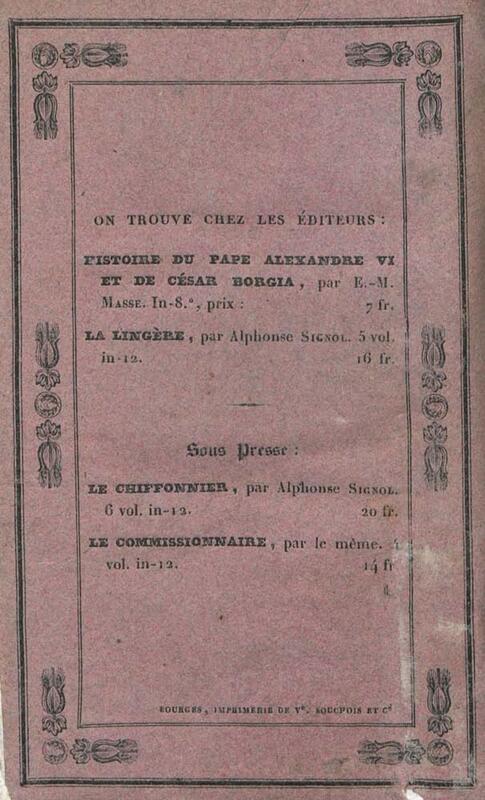 ON TROUVE CHEZ LES ÉDITEURS :
HISTOIRE DU PAPE ALEXANDRE VI
ET DE CÉSAR BORGIA, par E.-M.
MASSE. In-8.º, prix : 7 fr.
LA LINGÈRE, par Alphonse SIGNOL. 5 vol.
in-12. 16 fr.
Sous Presse :
LE CHIFFONNIER, par Alphonse SIGNOL.
6 vol. in-12. 20 fr.
LE COMMISSIONNAIRE, par le même. 4
vol. in-12. 14 fr
BOURGES, IMPRIMERIE DE Vᵉ. SOUCHOIS ET Cᵉ